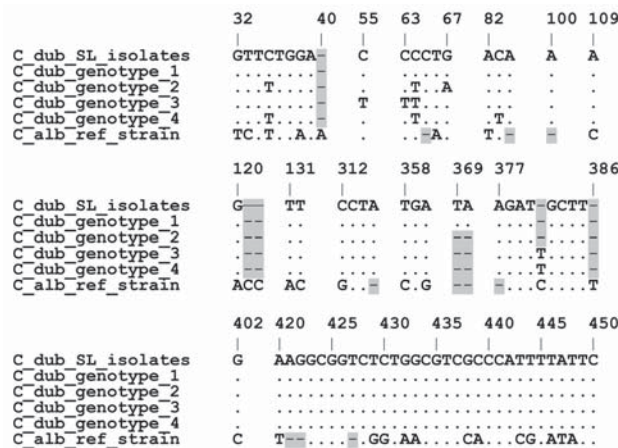 32 40 55 63 67 82 100 109
C_dub_SL_isolates GTTCTGGA- C CCCTG ACA A A
C_dub_genotype_1 ........- . ..... ... . .
C_dub_genotype_2 ...T....- . .T..A ... . .
C_dub_genotype_3 ........- T TT... ... . .
C_dub_genotype_4 ...T....- . .T... .T. . .
C_alb_ref_strain TC.T..A.A . ..-A. T.- - C
120 131 312 358 369 377 386
C_dub_SL_isolates G-- TT CCTA TGA TA AGAT-GCTT-
C_dub_genotype_1 .-- .. .... ... .. ....-....-
C_dub_genotype_2 .-- .. .... ... -- ....-....-
C_dub_genotype_3 .-- .. .... ... -- ....T....-
C_dub_genotype_4 .-- .. .... ... -- ....T....-
C_alb_ref_strain ACC AC G..- C.G -- -...C....T
402 420 427 435 440 445 450
C_dub_SL_isolates G AAGGCGGTCTCTGGCGTCGCCCATTTTATTC
C_dub_genotype_1 . ...............................
C_dub_genotype_2 . ...............................
C_dub_genotype_3 . ...............................
C_dub_genotype_4 . ...............................
C_alb_ref_strain C T--....-.GG.AA....CA...CG.ATA..